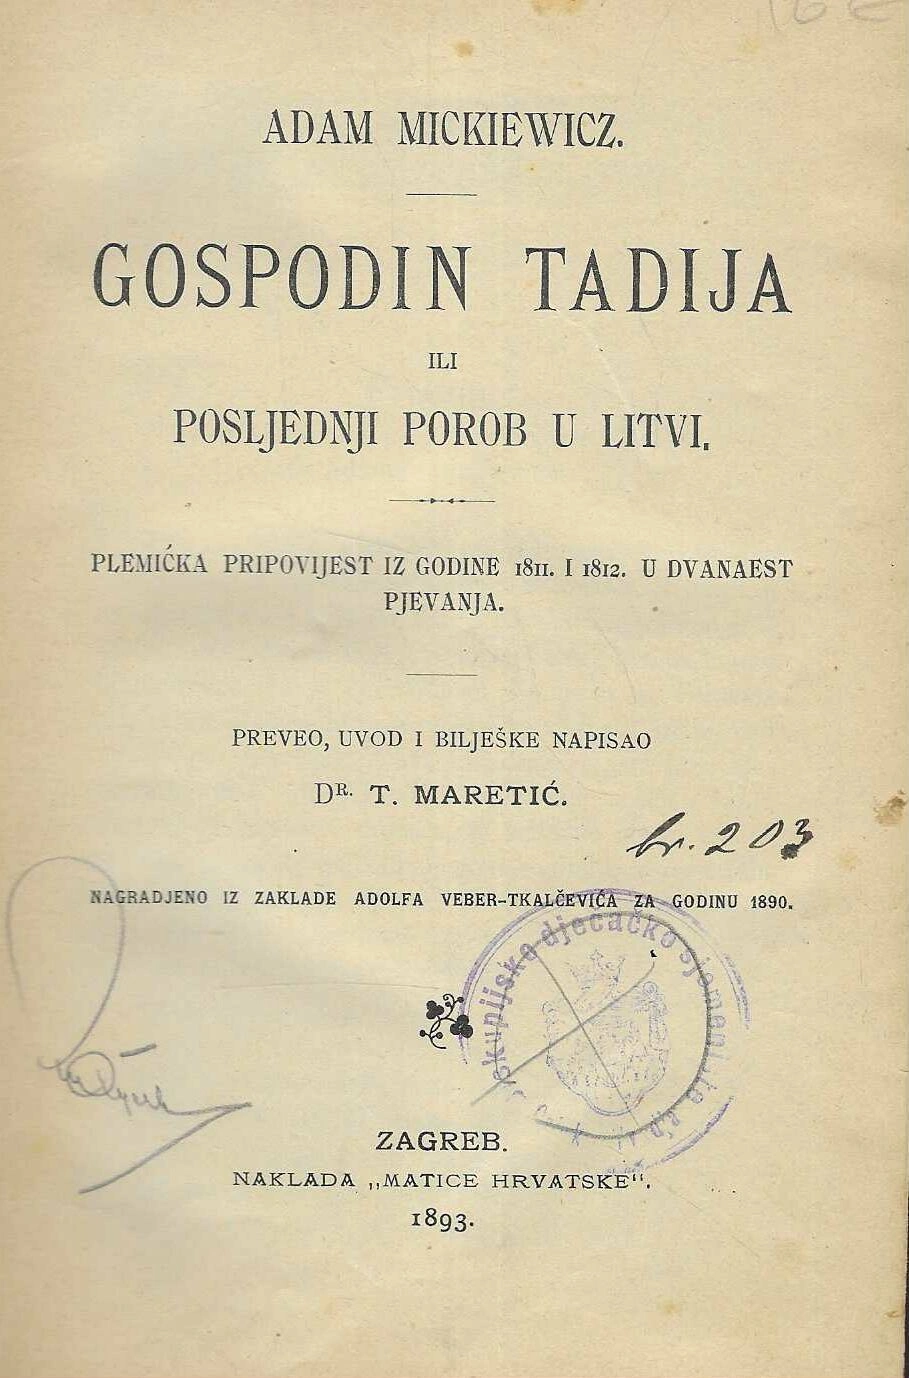 ADAM MICKIEWICZ.
GOSPODIN TADIJA
ILI
POSLJEDNJI POROB U LITVI.
PLEMIĆKA PRIPOVIJEST IZ GODINE 1811. I 1812. U DVANAEST
PJEVANJA.
PREVEO, UVOD I BILJEŠKE NAPISAO
DR. T. MARETIĆ.
br. 203
NAGRADJENO IZ ZAKLADE ADOLFA VEBER-TKALČEVIĆA ZA GODINU 1890.
dječačko
ZAGREB.
NAKLADA „MATICE HRVATSKE“.
1893.